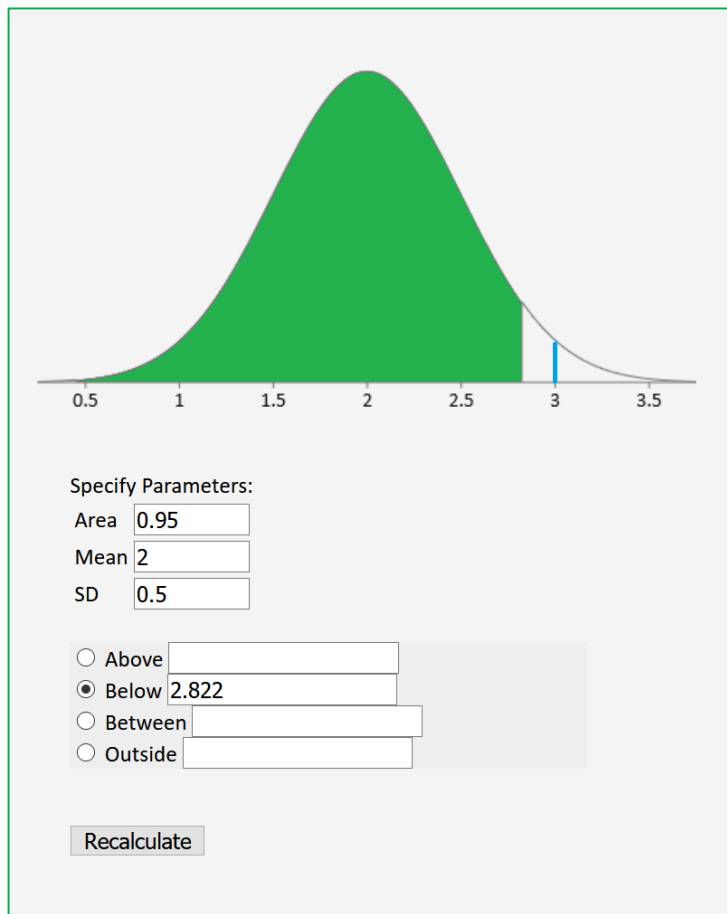 0.5 1 1.5 2 2.5 3 3.5
Specify Parameters:
Area 0.95
Mean 2
SD 0.5
Above
Below 2.822
Between
Outside
Recalculate